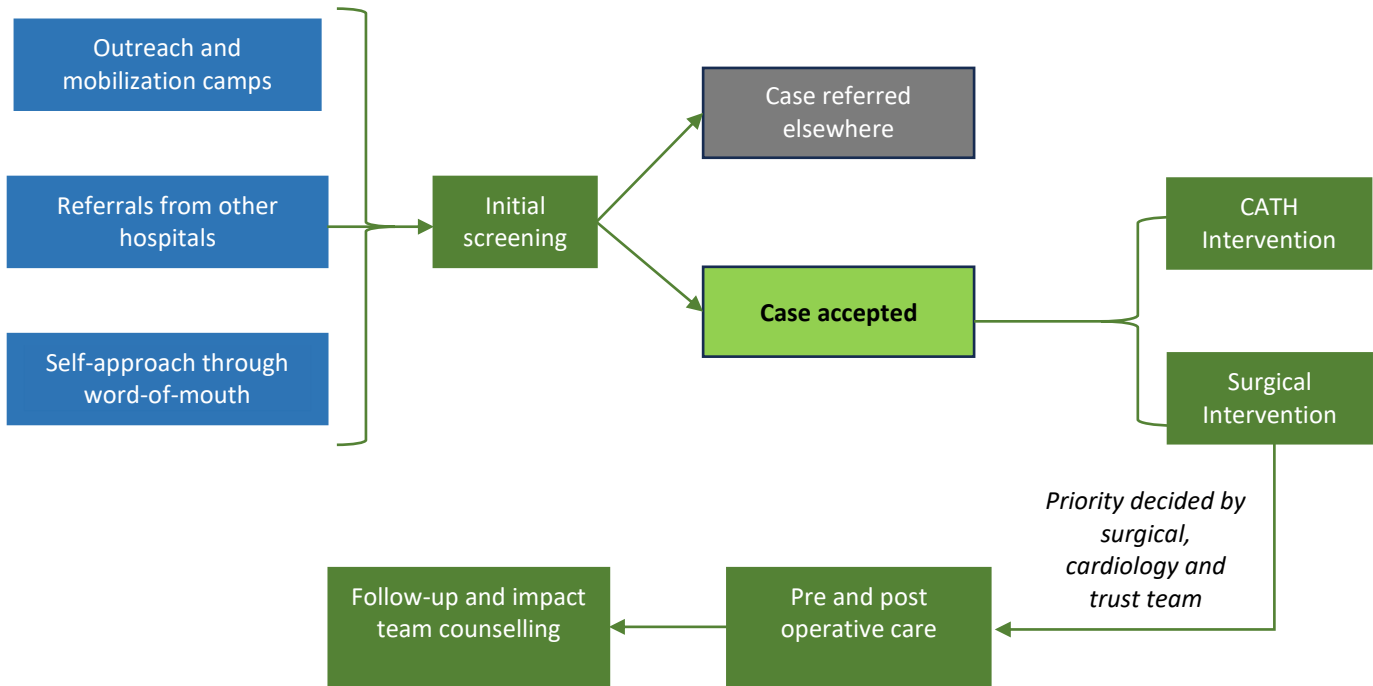 Outreach and
mobilization camps
Referrals from other
hospitals
Self-approach through
word-of-mouth
Initial
screening
Case referred
elsewhere
Case accepted
CATH
Intervention
Surgical
Intervention
Priority decided by
surgical,
cardiology and
trust team
Pre and post
operative care
Follow-up and impact
team counselling